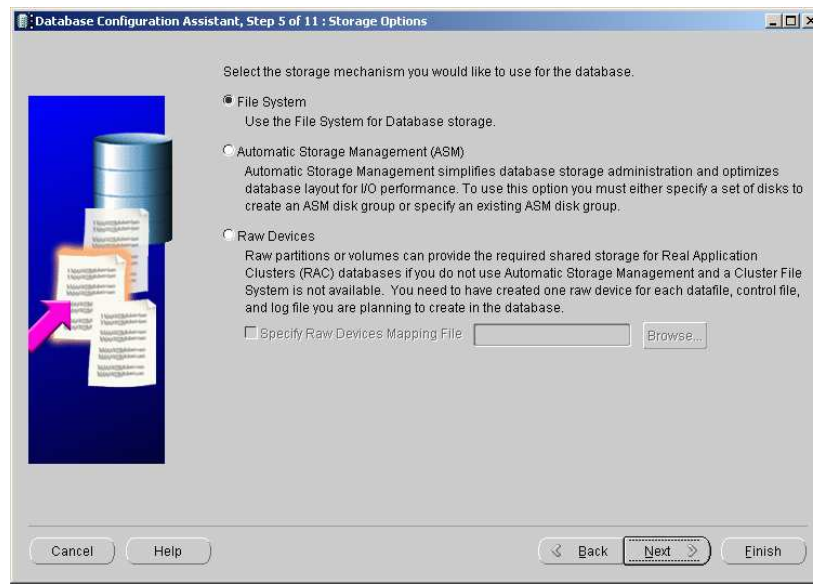 Database Configuration Assistant, Step 5 of 11 : Storage Options
Select the storage mechanism you would like to use for the database.
File System
Use the File System for Database storage.
Automatic Storage Management (ASM)
Automatic Storage Management simplifies database storage administration and optimizes
database layout for I/O performance. To use this option you must either specify a set of disks to
create an ASM disk group or specify an existing ASM disk group.
Raw Devices
Raw partitions or volumes can provide the required shared storage for Real Application
Clusters (RAC) databases if you do not use Automatic Storage Management and a Cluster File
System is not available. You need to have created one raw device for each datafile, control file,
and log file you are planning to create in the database.
Specify Raw Devices Mapping File
Browse...
Cancel
Help
Back
Next
Finish